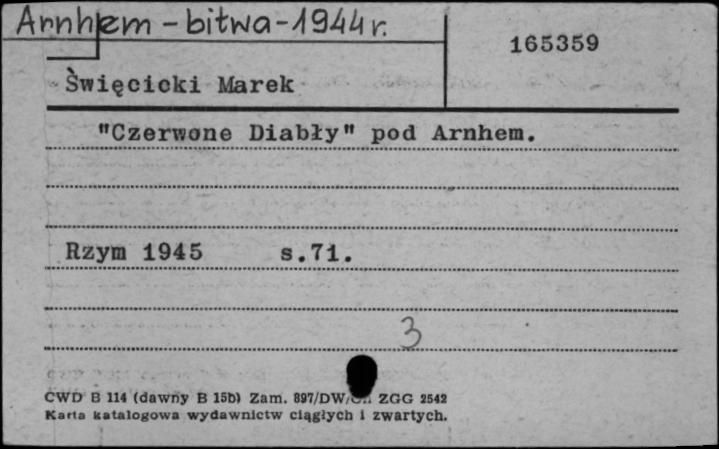 Arnhem - bitwa - 1944 r.
165359
Święcicki Marek
"Czerwone Diabły" pod Arnhem.
Rzym 1945 s.71.
3
CWD B 114 (dawny B 15b) Zam. 897/DW/ ZGG 2542
Karta katalogowa wydawnictw ciągłych i zwartych.